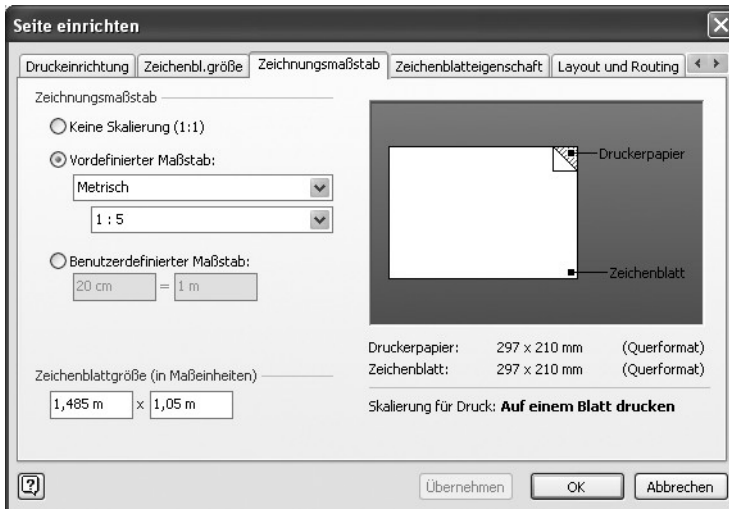 Seite einrichten
Druckeinrichtung Zeichenbl.größe Zeichnungsmaßstab Zeichenblatteigenschaft Layout und Routing
Zeichnungsmaßstab
Keine Skalierung (1:1)
Vordefinierter Maßstab:
Metrisch
1 : 5
Benutzerdefinierter Maßstab:
20 cm = 1 m
Zeichenblattgröße (in Maßeinheiten)
1,485 m x 1,05 m
Druckerpapier
Zeichenblatt
Druckerpapier: 297 x 210 mm (Querformat)
Zeichenblatt: 297 x 210 mm (Querformat)
Skalierung für Druck: Auf einem Blatt drucken
Übernehmen OK Abbrechen